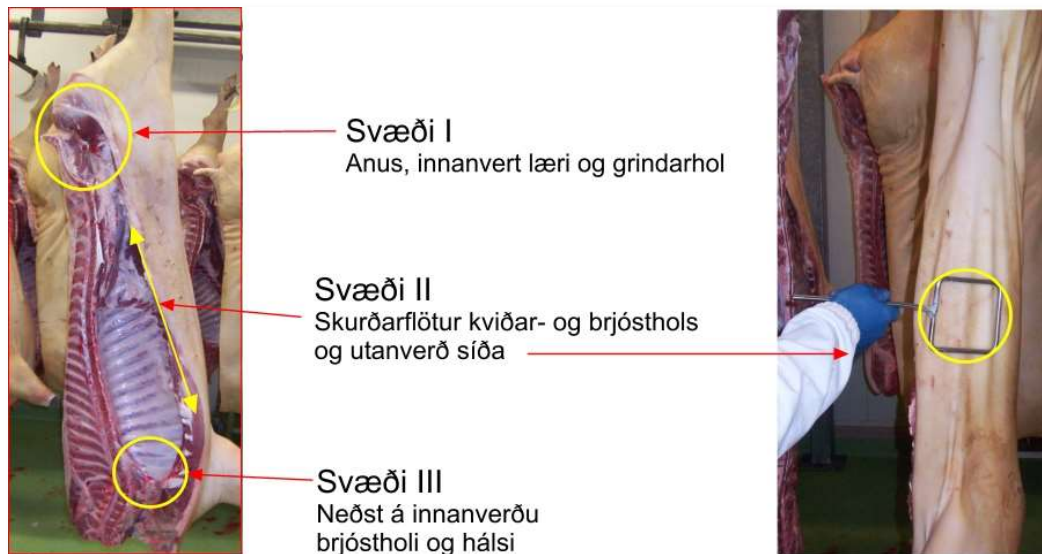 Svæði I
Anus, innanvert læri og grindarhol
Svæði II
Skurðarflötur kviðar- og brjósthols
og utanverð síða
Svæði III
Neðst á innanverðu
brjóstholi og hálsi